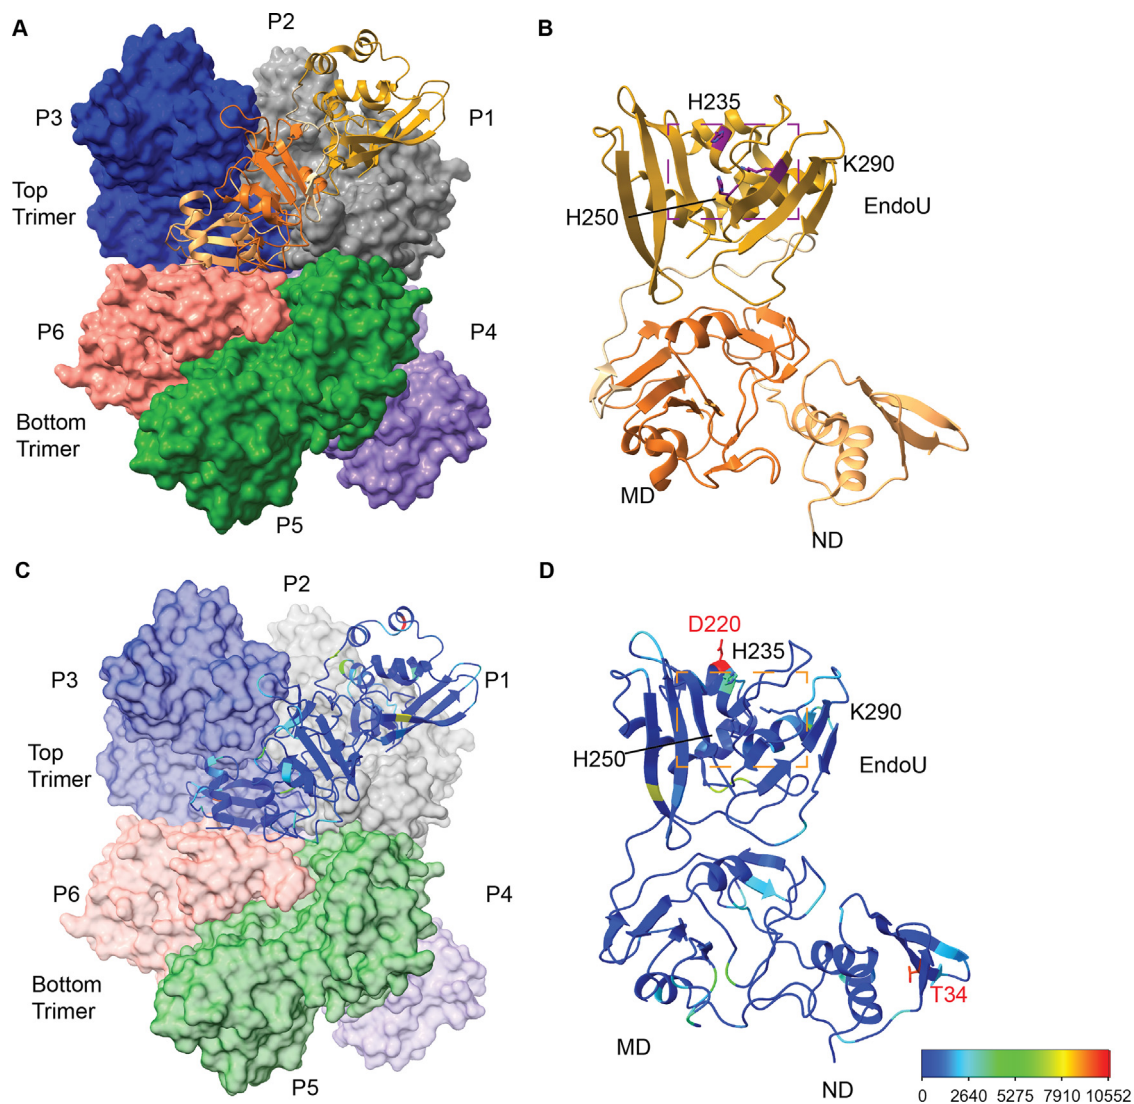 A
P2
P3
P1
Top
Trimer
P6
P4
Bottom
Trimer
P5
B
H235
K290
H250
EndoU
MD
ND
C
P2
P3
P1
Top
Trimer
P6
P4
Bottom
Trimer
P5
D
D220
H235
K290
H250
EndoU
T34
MD
ND
0 2640 5275 7910 10552